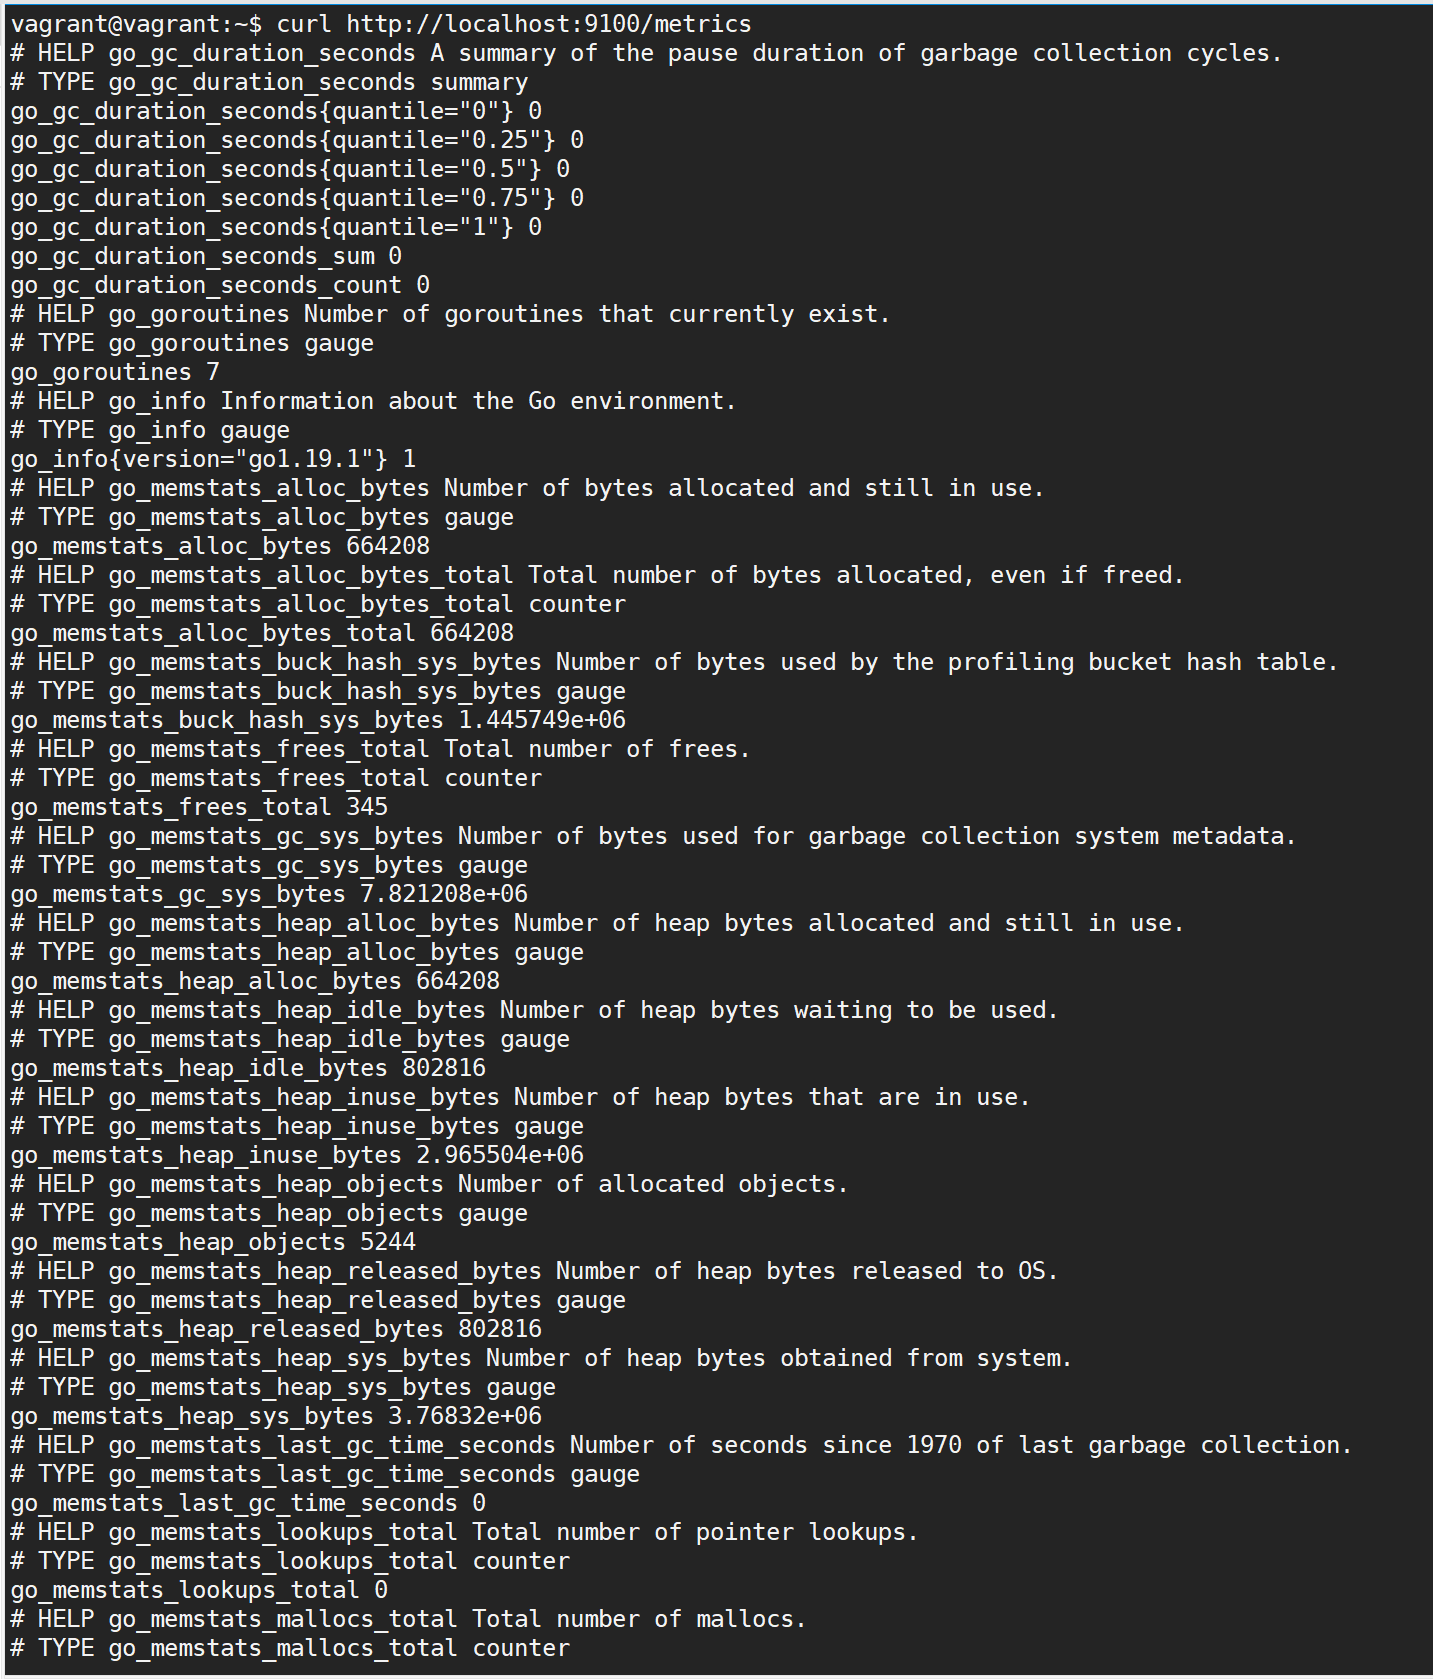 vagrant@vagrant:~$ curl http://localhost:9100/metrics
# HELP go_gc_duration_seconds A summary of the pause duration of garbage collection cycles.
# TYPE go_gc_duration_seconds summary
go_gc_duration_seconds{quantile="0"} 0
go_gc_duration_seconds{quantile="0.25"} 0
go_gc_duration_seconds{quantile="0.5"} 0
go_gc_duration_seconds{quantile="0.75"} 0
go_gc_duration_seconds{quantile="1"} 0
go_gc_duration_seconds_sum 0
go_gc_duration_seconds_count 0
# HELP go_goroutines Number of goroutines that currently exist.
# TYPE go_goroutines gauge
go_goroutines 7
# HELP go_info Information about the Go environment.
# TYPE go_info gauge
go_info{version="go1.19.1"} 1
# HELP go_memstats_alloc_bytes Number of bytes allocated and still in use.
# TYPE go_memstats_alloc_bytes gauge
go_memstats_alloc_bytes 664208
# HELP go_memstats_alloc_bytes_total Total number of bytes allocated, even if freed.
# TYPE go_memstats_alloc_bytes_total counter
go_memstats_alloc_bytes_total 664208
# HELP go_memstats_buck_hash_sys_bytes Number of bytes used by the profiling bucket hash table.
# TYPE go_memstats_buck_hash_sys_bytes gauge
go_memstats_buck_hash_sys_bytes 1.445749e+06
# HELP go_memstats_frees_total Total number of frees.
# TYPE go_memstats_frees_total counter
go_memstats_frees_total 345
# HELP go_memstats_gc_sys_bytes Number of bytes used for garbage collection system metadata.
# TYPE go_memstats_gc_sys_bytes gauge
go_memstats_gc_sys_bytes 7.821208e+06
# HELP go_memstats_heap_alloc_bytes Number of heap bytes allocated and still in use.
# TYPE go_memstats_heap_alloc_bytes gauge
go_memstats_heap_alloc_bytes 664208
# HELP go_memstats_heap_idle_bytes Number of heap bytes waiting to be used.
# TYPE go_memstats_heap_idle_bytes gauge
go_memstats_heap_idle_bytes 802816
# HELP go_memstats_heap_inuse_bytes Number of heap bytes that are in use.
# TYPE go_memstats_heap_inuse_bytes gauge
go_memstats_heap_inuse_bytes 2.965504e+06
# HELP go_memstats_heap_objects Number of allocated objects.
# TYPE go_memstats_heap_objects gauge
go_memstats_heap_objects 5244
# HELP go_memstats_heap_released_bytes Number of heap bytes released to OS.
# TYPE go_memstats_heap_released_bytes gauge
go_memstats_heap_released_bytes 802816
# HELP go_memstats_heap_sys_bytes Number of heap bytes obtained from system.
# TYPE go_memstats_heap_sys_bytes gauge
go_memstats_heap_sys_bytes 3.76832e+06
# HELP go_memstats_last_gc_time_seconds Number of seconds since 1970 of last garbage collection.
# TYPE go_memstats_last_gc_time_seconds gauge
go_memstats_last_gc_time_seconds 0
# HELP go_memstats_lookups_total Total number of pointer lookups.
# TYPE go_memstats_lookups_total counter
go_memstats_lookups_total 0
# HELP go_memstats_mallocs_total Total number of mallocs.
# TYPE go_memstats_mallocs_total counter